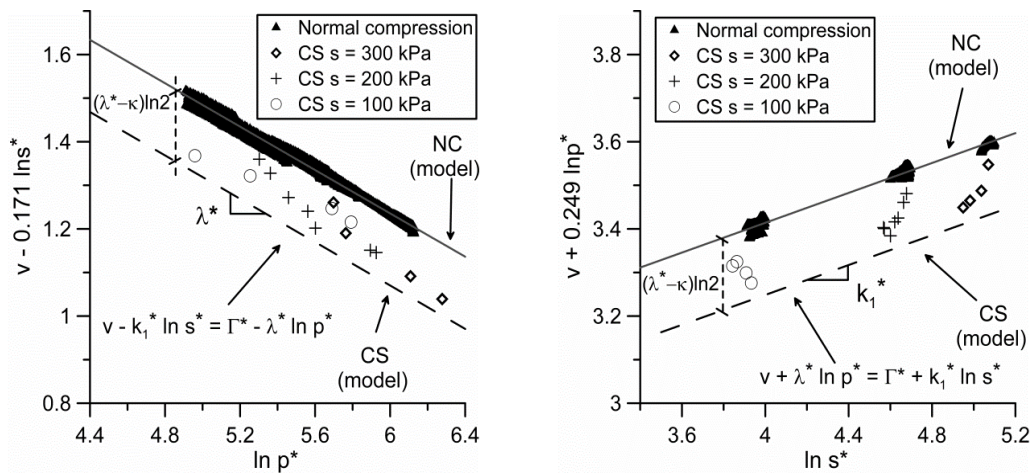 Normal compression
CS s = 300 kPa
CS s = 200 kPa
CS s = 100 kPa
1.6
1.4
1.2
1
0.8
v - 0.171 lns*
(λ*-κ)ln2
NC
(model)
λ*
v - k₁* ln s* = Γ* - λ* ln p*
CS
(model)
4.4 4.8 5.2 5.6 6 6.4
ln p*
Normal compression
CS s = 300 kPa
CS s = 200 kPa
CS s = 100 kPa
3.8
3.6
3.4
3.2
3
v + 0.249 lnp*
NC
(model)
(λ*-κ)ln2
k₁*
CS
(model)
v + λ* ln p* = Γ* + k₁* ln s*
3.6 4 4.4 4.8 5.2
ln s*